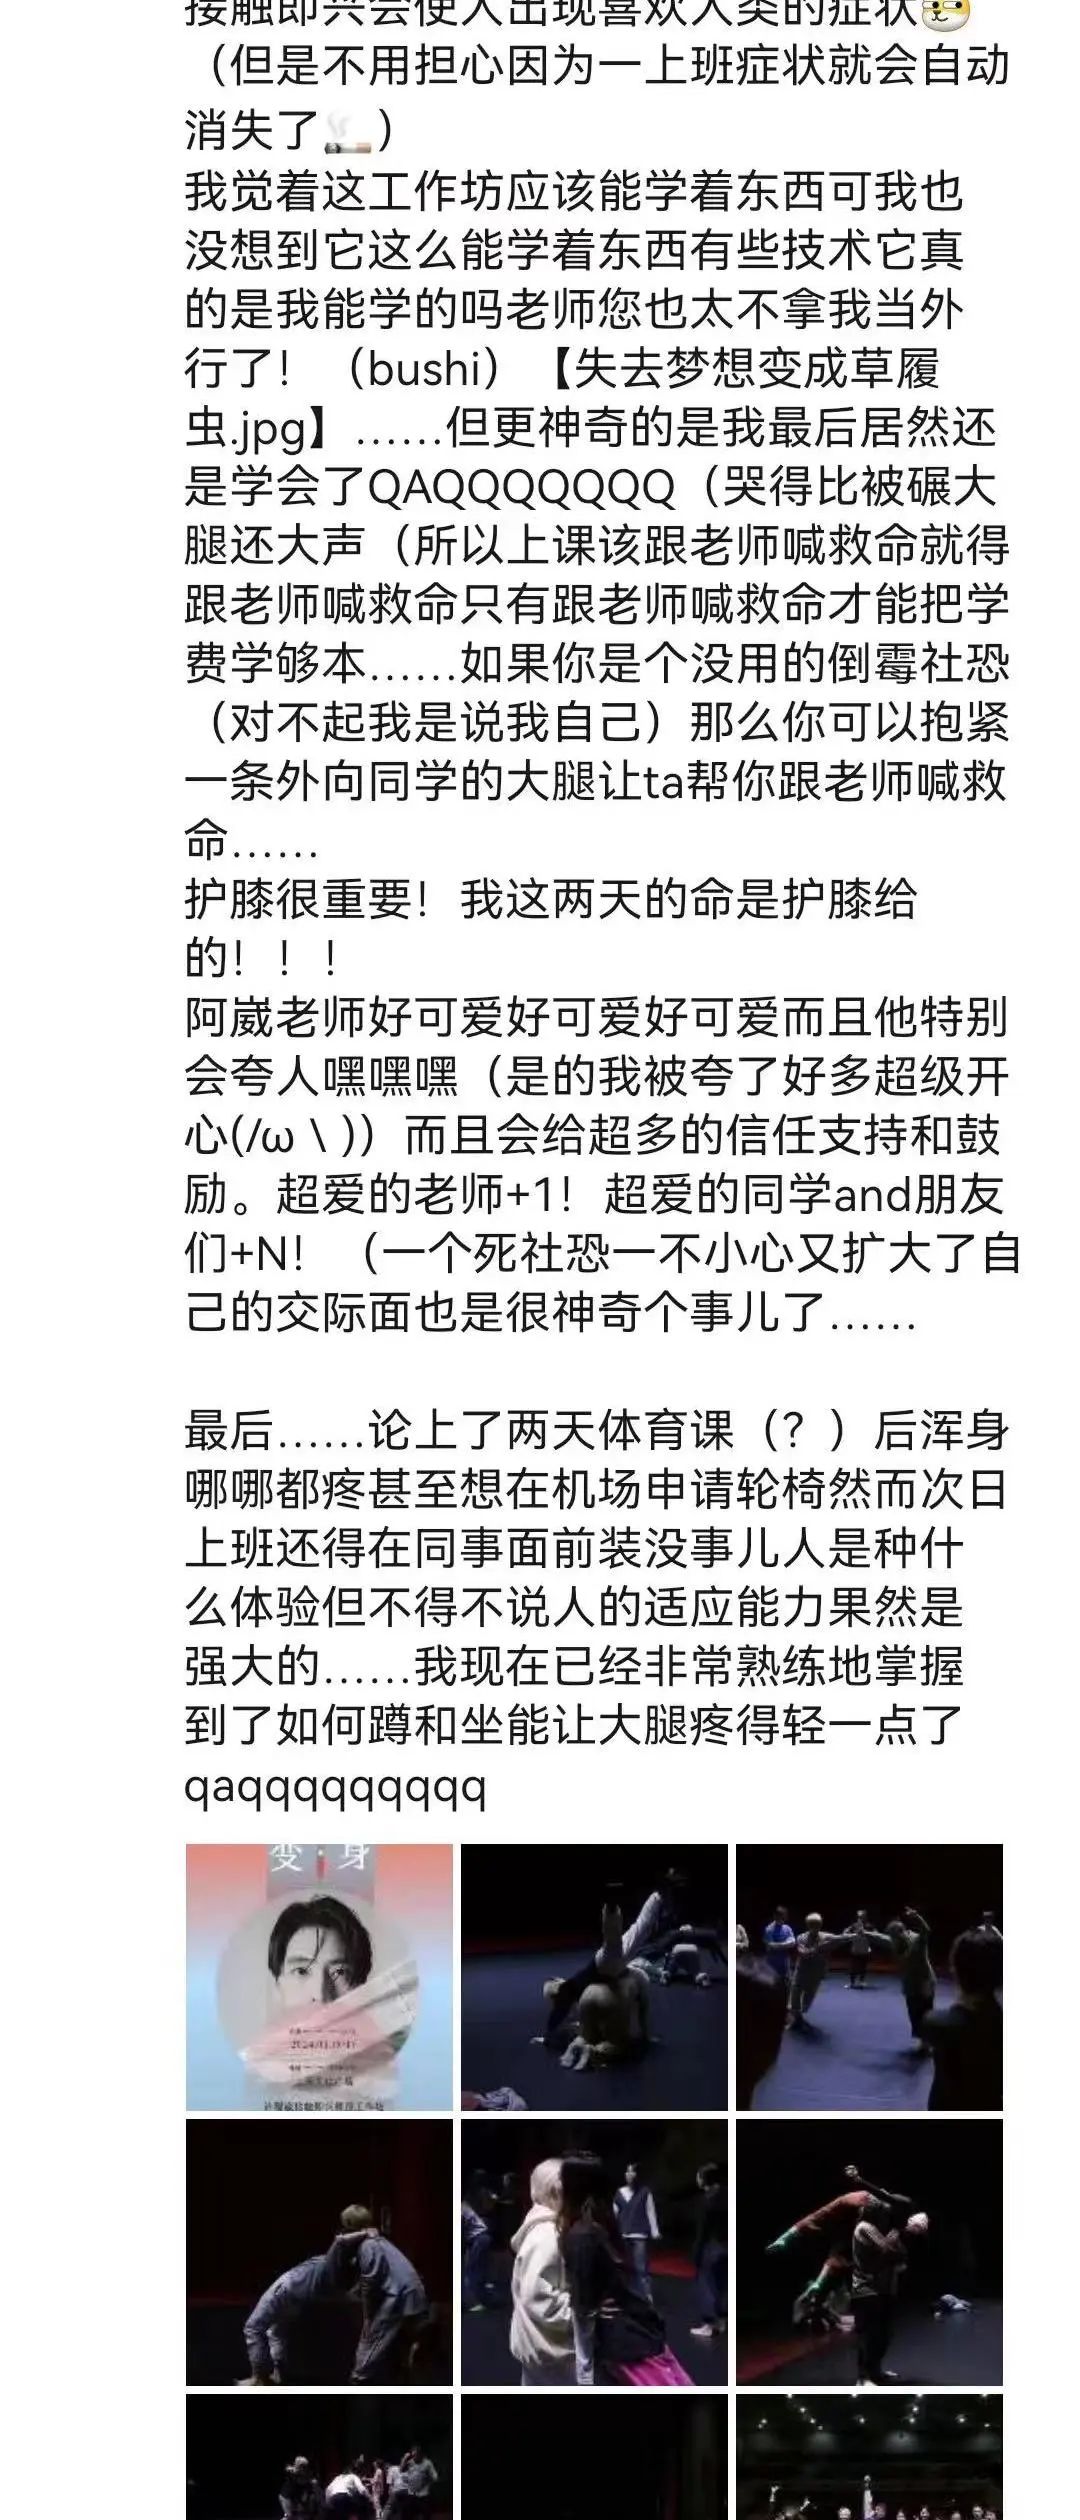 接触即兴会使人出现喜欢人类的症状
（但是不用担心因为一上班症状就会自动
消失了🚬）
我觉着这工作坊应该能学着东西可我也
没想到它这么能学着东西有些技术它真
的是我能学的吗老师您也太不拿我当外
行了！（bushi）【失去梦想变成草履
虫.jpg】……但更神奇的是我最后居然还
是学会了QAQQQQQQQ（哭得比被碾大
腿还大声（所以上课该跟老师喊救命就得
跟老师喊救命只有跟老师喊救命才能把学
费学够本……如果你是个没用的倒霉社恐
（对不起我是说我自己）那么你可以抱紧
一条外向同学的大腿让ta帮你跟老师喊救
命……
护膝很重要！我这两天的命是护膝给
的！！！
阿崴老师好可爱好可爱好可爱而且他特别
会夸人嘿嘿嘿（是的我被夸了好多超级开
心(/ω＼)）而且会给超多的信任支持和鼓
励。超爱的老师+1！超爱的同学and朋友
们+N！（一个死社恐一不小心又扩大了自
己的交际面也是很神奇个事儿了……
最后……论上了两天体育课（？）后浑身
哪哪都疼甚至想在机场申请轮椅然而次日
上班还得在同事面前装没事儿人是种什
么体验但不得不说人的适应能力果然是
强大的……我现在已经非常熟练地掌握
到了如何蹲和坐能让大腿疼得轻一点了
qaqqqqqqqqq
变·身